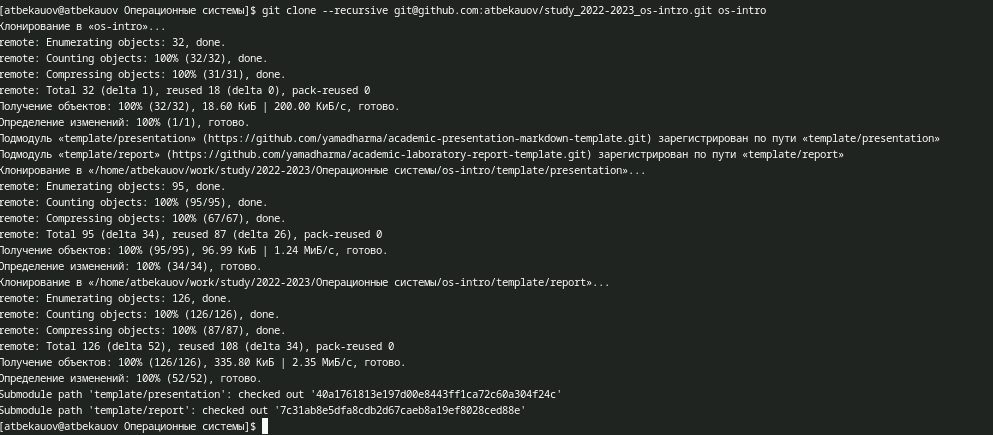 [atbekauov@atbekauov Операционные системы]$ git clone --recursive git@github.com:atbekauov/study_2022-2023_os-intro.git os-intro
Клонирование в «os-intro»...
remote: Enumerating objects: 32, done.
remote: Counting objects: 100% (32/32), done.
remote: Compressing objects: 100% (31/31), done.
remote: Total 32 (delta 1), reused 18 (delta 0), pack-reused 0
Получение объектов: 100% (32/32), 18.60 КиБ | 200.00 КиБ/с, готово.
Определение изменений: 100% (1/1), готово.
Подмодуль «template/presentation» (https://github.com/yamadharma/academic-presentation-markdown-template.git) зарегистрирован по пути «template/presentation»
Подмодуль «template/report» (https://github.com/yamadharma/academic-laboratory-report-template.git) зарегистрирован по пути «template/report»
Клонирование в «/home/atbekauov/work/study/2022-2023/Операционные системы/os-intro/template/presentation»...
remote: Enumerating objects: 95, done.
remote: Counting objects: 100% (95/95), done.
remote: Compressing objects: 100% (67/67), done.
remote: Total 95 (delta 34), reused 87 (delta 26), pack-reused 0
Получение объектов: 100% (95/95), 96.99 КиБ | 1.24 МиБ/с, готово.
Определение изменений: 100% (34/34), готово.
Клонирование в «/home/atbekauov/work/study/2022-2023/Операционные системы/os-intro/template/report»...
remote: Enumerating objects: 126, done.
remote: Counting objects: 100% (126/126), done.
remote: Compressing objects: 100% (87/87), done.
remote: Total 126 (delta 52), reused 108 (delta 34), pack-reused 0
Получение объектов: 100% (126/126), 335.80 КиБ | 2.35 МиБ/с, готово.
Определение изменений: 100% (52/52), готово.
Submodule path 'template/presentation': checked out '40a1761813e197d00e8443ff1ca72c60a304f24c'
Submodule path 'template/report': checked out '7c31ab8e5dfa8cdb2d67caeb8a19ef8028ced88e'
[atbekauov@atbekauov Операционные системы]$